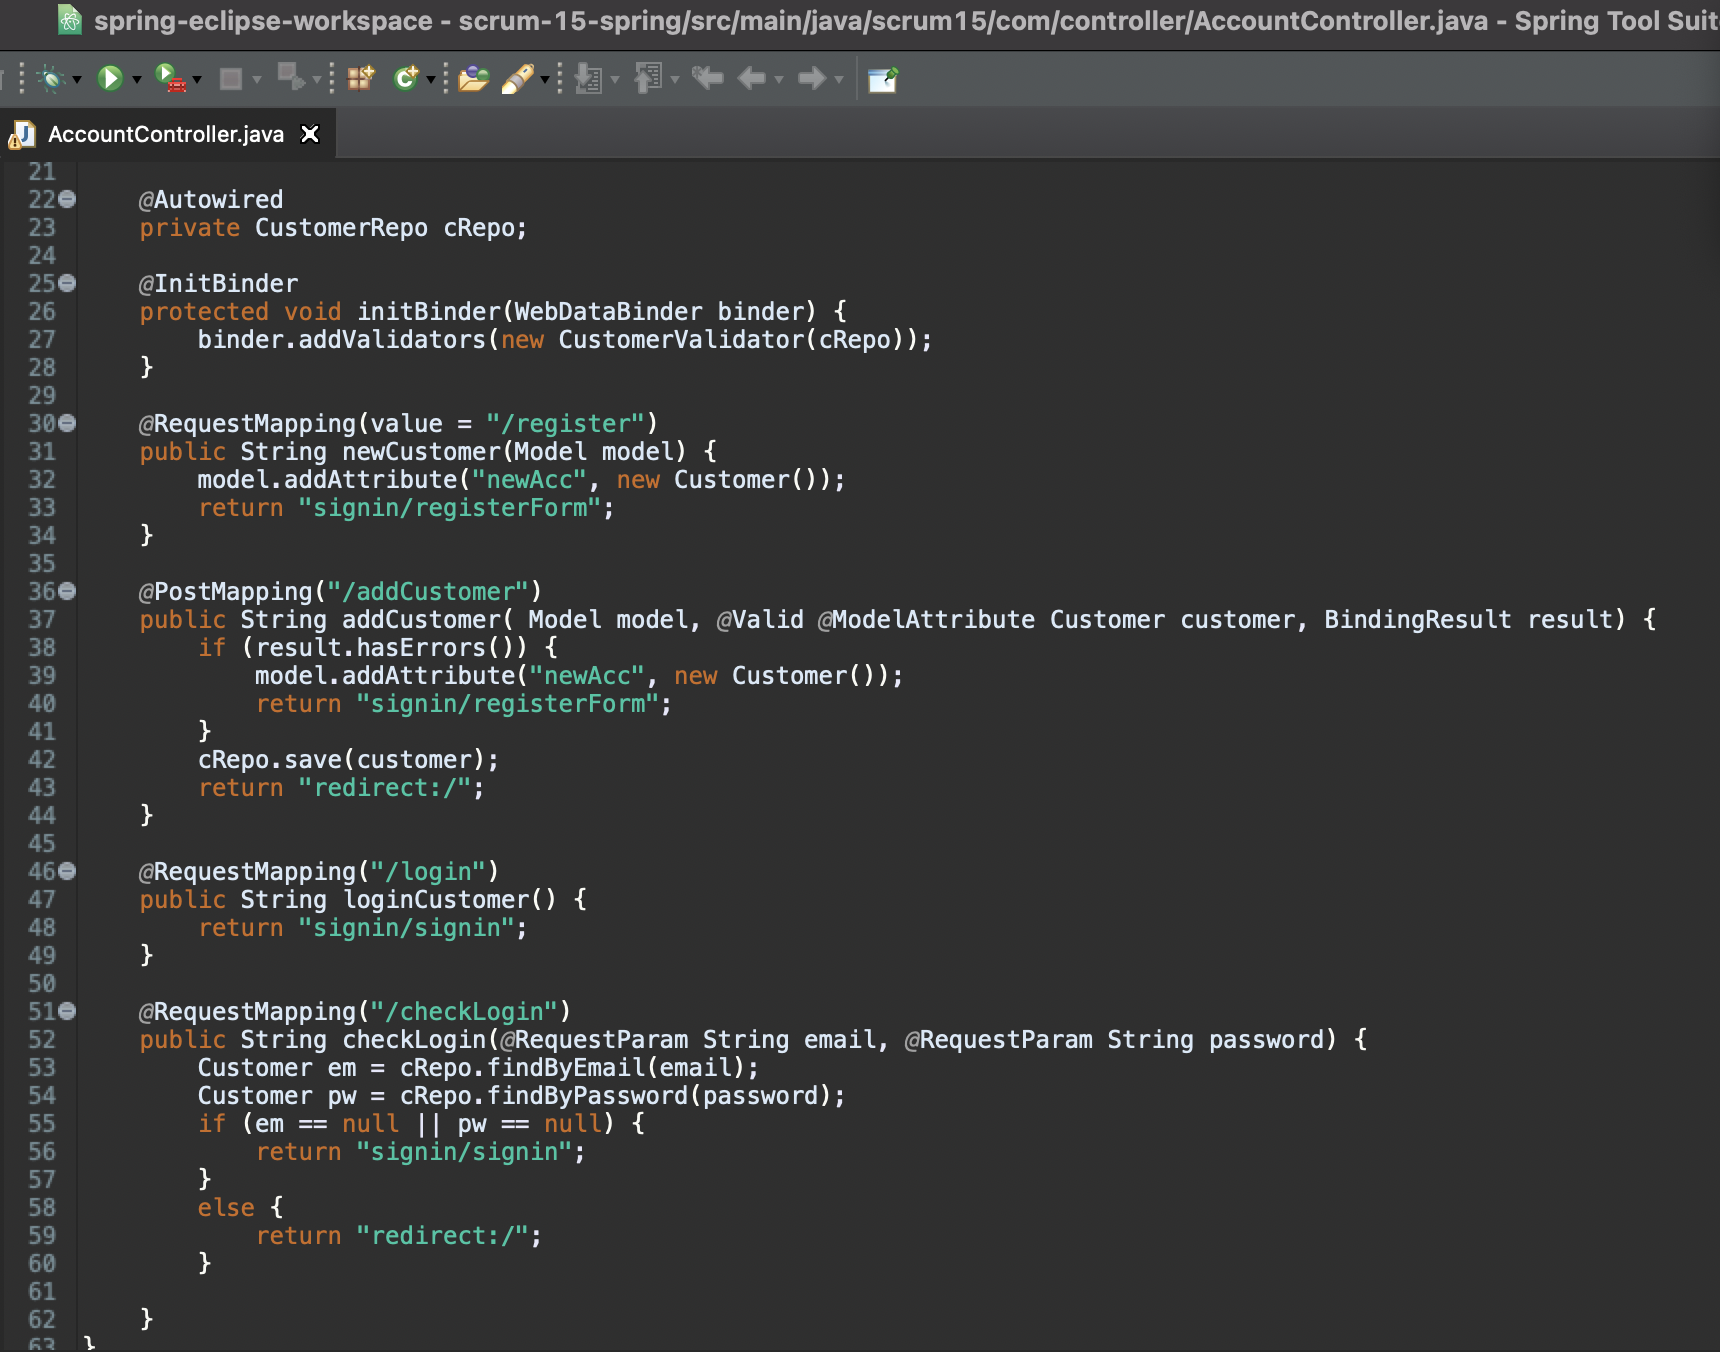 spring-eclipse-workspace - scrum-15-spring/src/main/java/scrum15/com/controller/AccountController.java - Spring Tool Suit
AccountController.java
21
22 @Autowired
23 private CustomerRepo cRepo;
24
25 @InitBinder
26 protected void initBinder(WebDataBinder binder) {
27 binder.addValidators(new CustomerValidator(cRepo));
28 }
29
30 @RequestMapping(value = "/register")
31 public String newCustomer(Model model) {
32 model.addAttribute("newAcc", new Customer());
33 return "signin/registerForm";
34 }
35
36 @PostMapping("/addCustomer")
37 public String addCustomer( Model model, @Valid @ModelAttribute Customer customer, BindingResult result) {
38 if (result.hasErrors()) {
39 model.addAttribute("newAcc", new Customer());
40 return "signin/registerForm";
41 }
42 cRepo.save(customer);
43 return "redirect:/";
44 }
45
46 @RequestMapping("/login")
47 public String loginCustomer() {
48 return "signin/signin";
49 }
50
51 @RequestMapping("/checkLogin")
52 public String checkLogin(@RequestParam String email, @RequestParam String password) {
53 Customer em = cRepo.findByEmail(email);
54 Customer pw = cRepo.findByPassword(password);
55 if (em == null || pw == null) {
56 return "signin/signin";
57 }
58 else {
59 return "redirect:/";
60 }
61
62 }
63 }